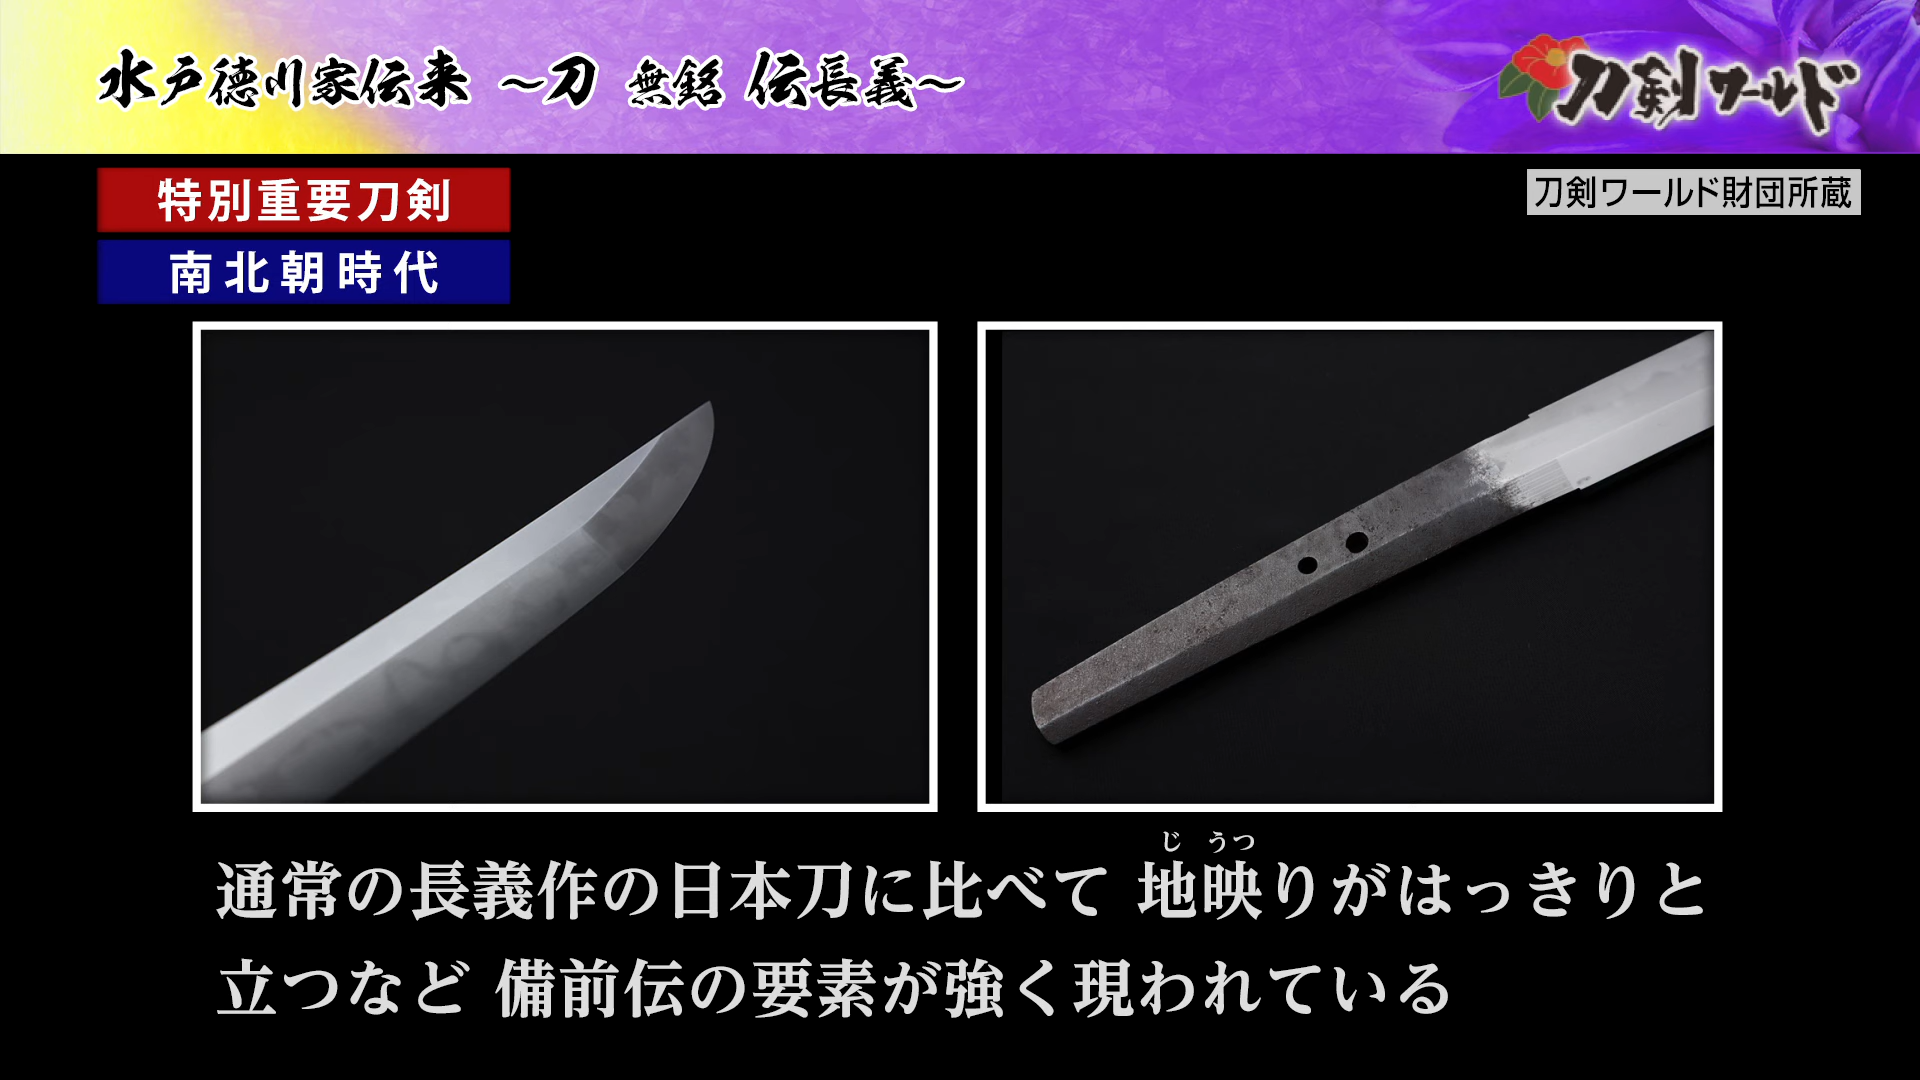 水戸徳川家伝来 ～刀 無銘 伝長義～
刀剣ワールド
特別重要刀剣
刀剣ワールド財団所蔵
南北朝時代
じ うつ
通常の長義作の日本刀に比べて 地映りがはっきりと
立つなど 備前伝の要素が強く現われている